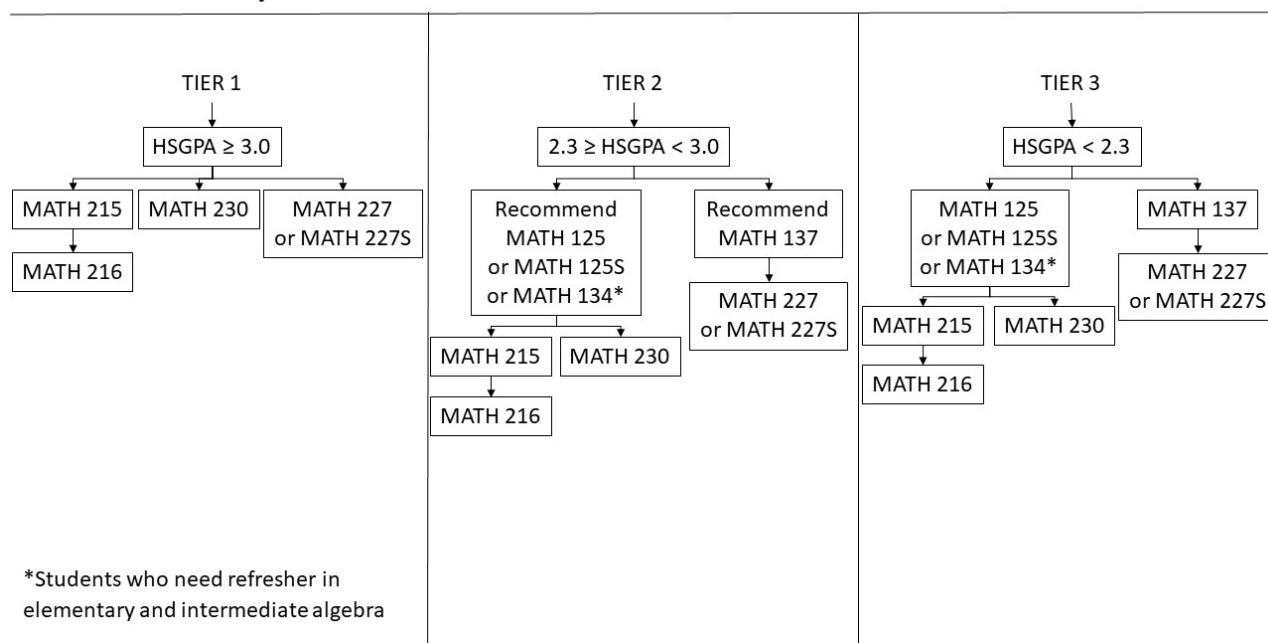 TIER 1
HSGPA ≥ 3.0
MATH 215
MATH 216
MATH 230
MATH 227
or MATH 227S
*Students who need refresher in
elementary and intermediate algebra
TIER 2
2.3 ≥ HSGPA < 3.0
Recommend
MATH 125
or MATH 125S
or MATH 134*
MATH 215
MATH 216
MATH 230
Recommend
MATH 137
MATH 227
or MATH 227S
TIER 3
HSGPA < 2.3
MATH 125
or MATH 125S
or MATH 134*
MATH 215
MATH 216
MATH 230
MATH 137
MATH 227
or MATH 227S